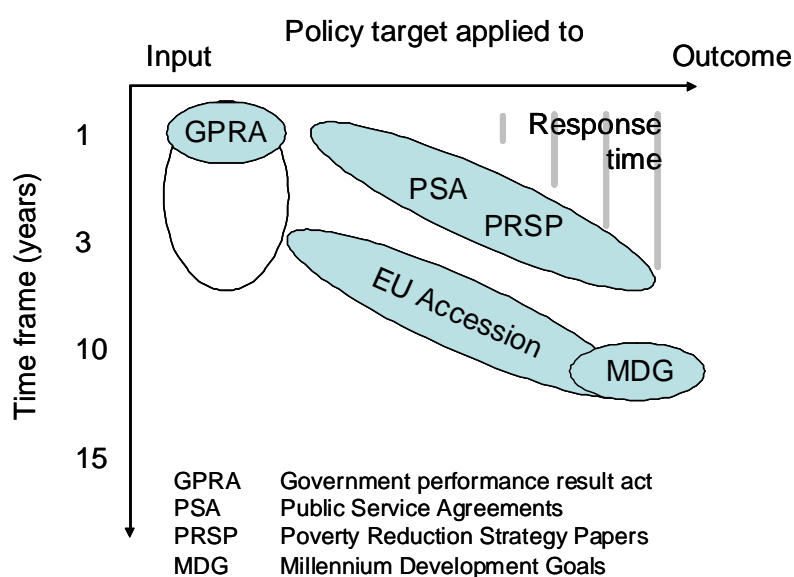 Policy target applied to
Input
Outcome
Time frame (years)
1
3
10
15
GPRA
Response
time
PSA
PRSP
EU Accession
MDG
GPRA Government performance result act
PSA Public Service Agreements
PRSP Poverty Reduction Strategy Papers
MDG Millennium Development Goals